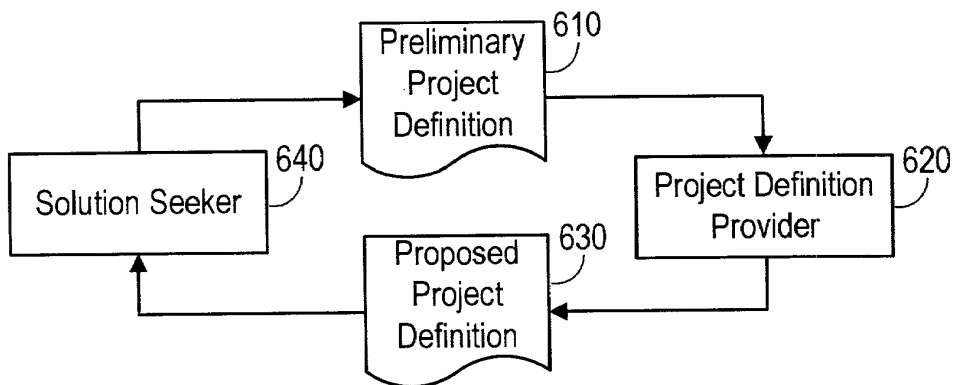 Preliminary
Project
Definition
610
640
Solution Seeker
620
Project Definition
Provider
630
Proposed
Project
Definition